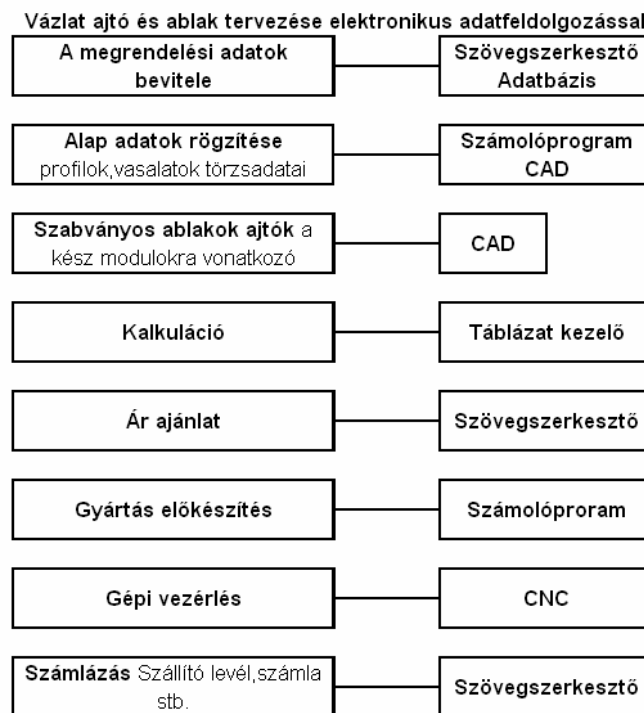 Vázlat ajtó és ablak tervezése elektronikus adatfeldolgozással
A megrendelési adatok
bevitele
Szövegszerkesztő
Adatbázis
Alap adatok rögzítése
profilok,vasalatok törzsadatai
Számolóprogram
CAD
Szabványos ablakok ajtók a
kész modulokra vonatkozó
CAD
Kalkuláció
Táblázat kezelő
Ár ajánlat
Szövegszerkesztő
Gyártás előkészítés
Számolóproram
Gépi vezérlés
CNC
Számlázás Szállító levél,számla
stb.
Szövegszerkesztő